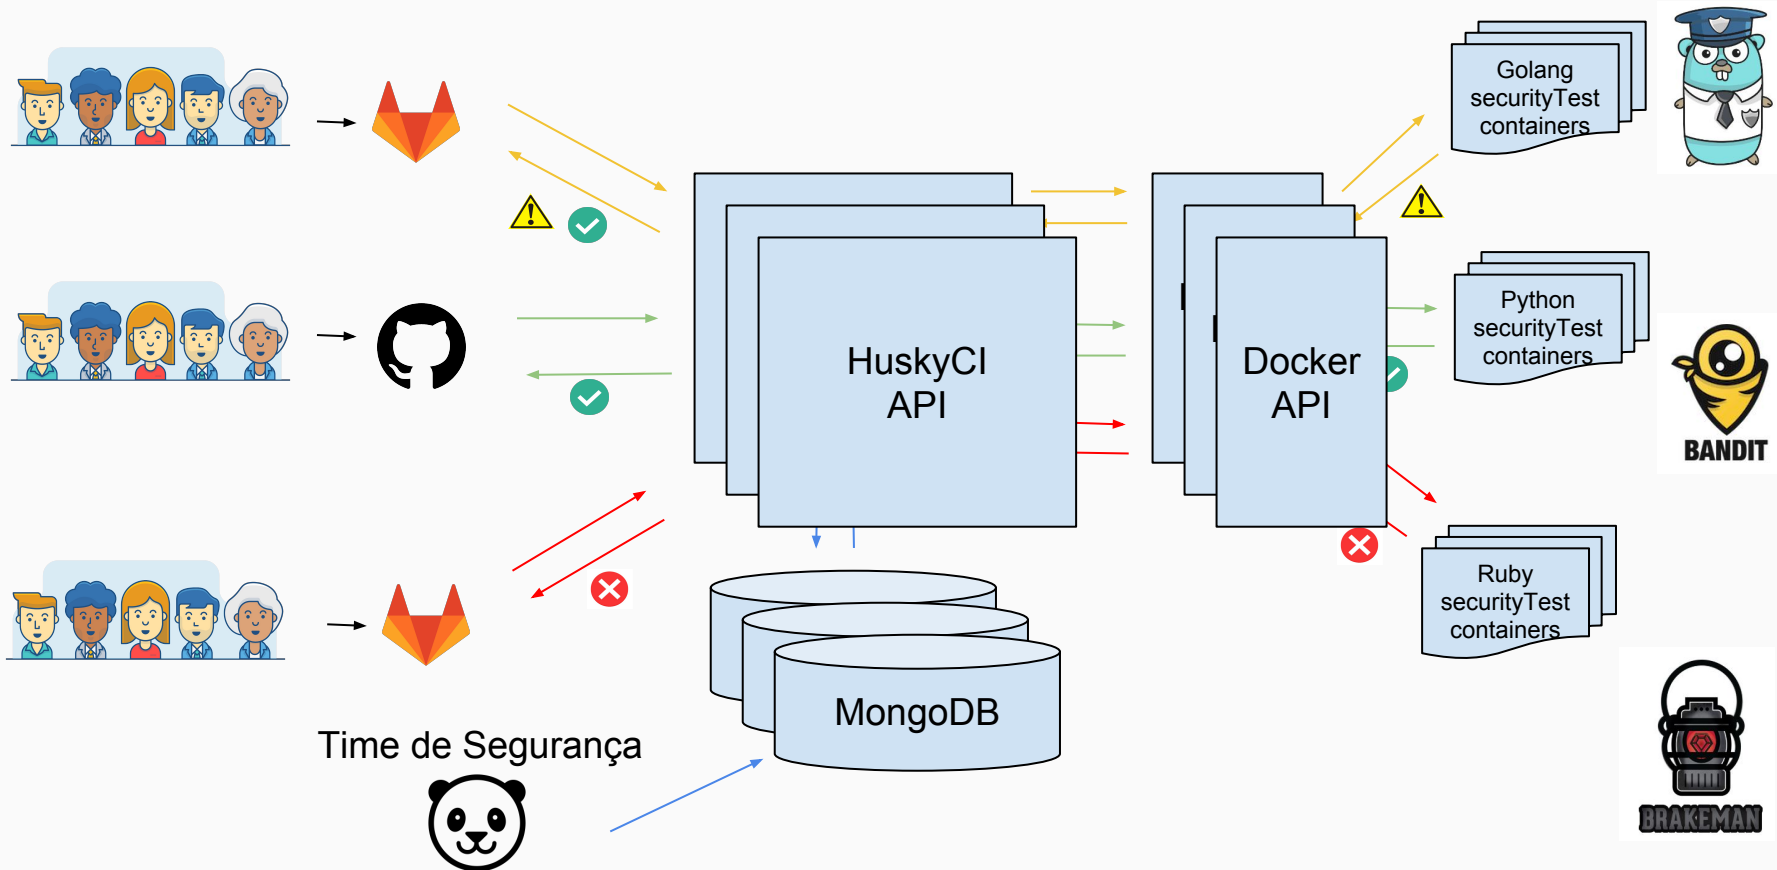 Golang
securityTest
containers
Python
securityTest
containers
HuskyCI
API
Docker
API
BANDIT
Ruby
securityTest
containers
MongoDB
Time de Segurança
BRAKEMAN